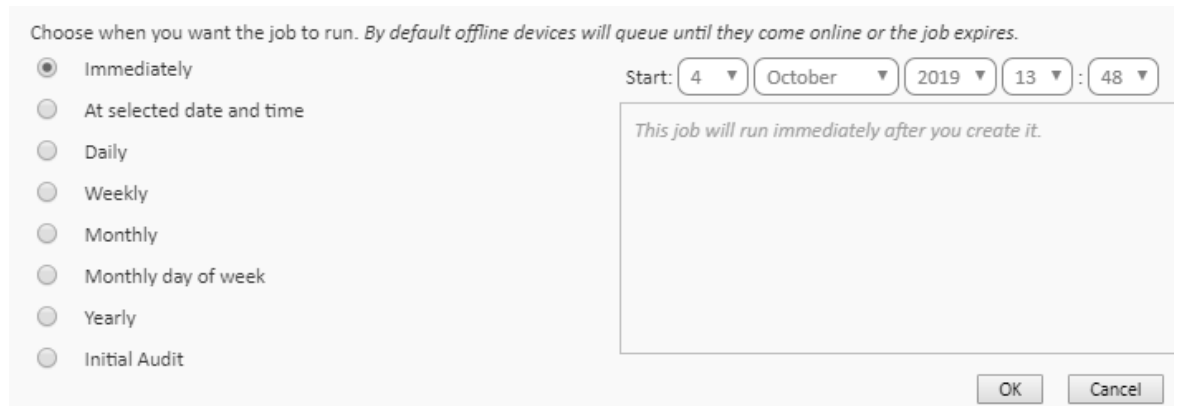 Choose when you want the job to run. By default offline devices will queue until they come online or the job expires.
Immediately
At selected date and time
Daily
Weekly
Monthly
Monthly day of week
Yearly
Initial Audit
Start: 4 October 2019 13 : 48
This job will run immediately after you create it.
OK Cancel